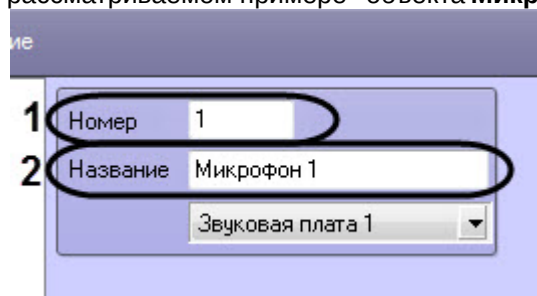 рассматриваемом примере объекта Микр
ие
1 Номер 1
2 Название Микрофон 1
Звуковая плата 1